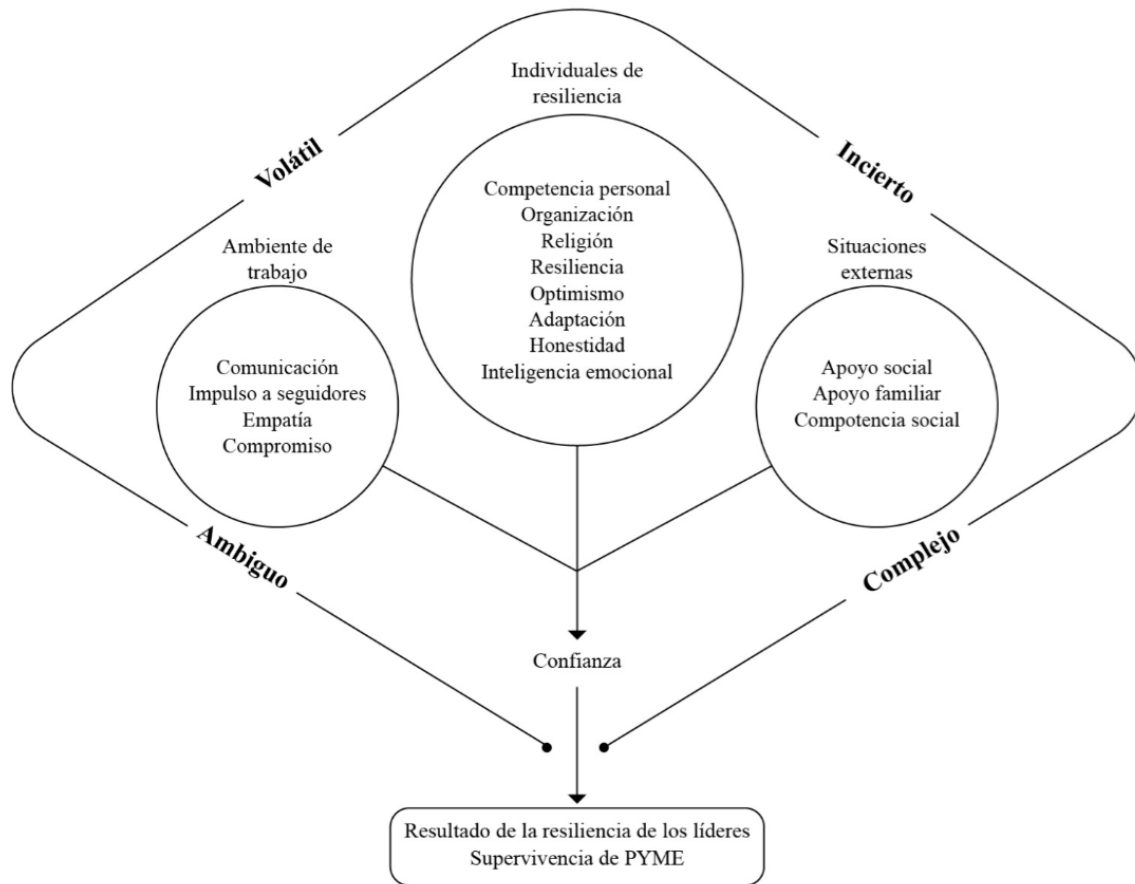 Individuales de
resiliencia
Volátil
Incierto
Competencia personal
Organización
Religión
Resiliencia
Optimismo
Adaptación
Honestidad
Inteligencia emocional
Ambiente de
trabajo
Comunicación
Impulso a seguidores
Empatía
Compromiso
Situaciones
externas
Apoyo social
Apoyo familiar
Compotencia social
Ambiguo
Complejo
Confianza
Resultado de la resiliencia de los líderes
Supervivencia de PYME